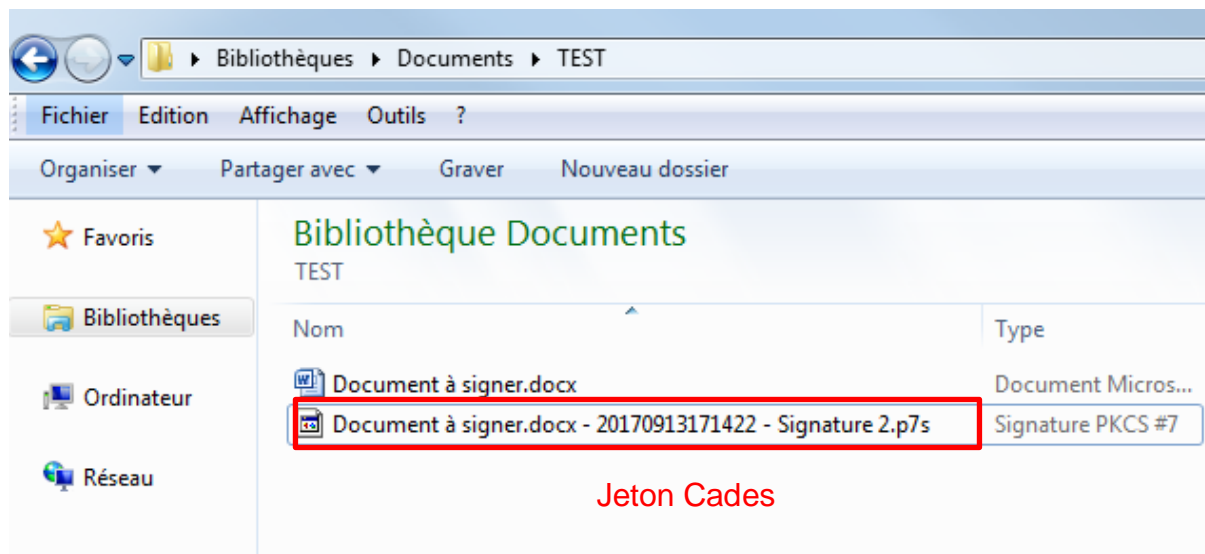 Bibliothèques Documents TEST
Fichier Edition Affichage Outils ?
Organiser Partager avec Graver Nouveau dossier
Favoris
Bibliothèques
Ordinateur
Réseau
Bibliothèque Documents
TEST
Nom Type
Document à signer.docx Document Micros...
Document à signer.docx - 20170913171422 - Signature 2.p7s Signature PKCS #7
Jeton Cades